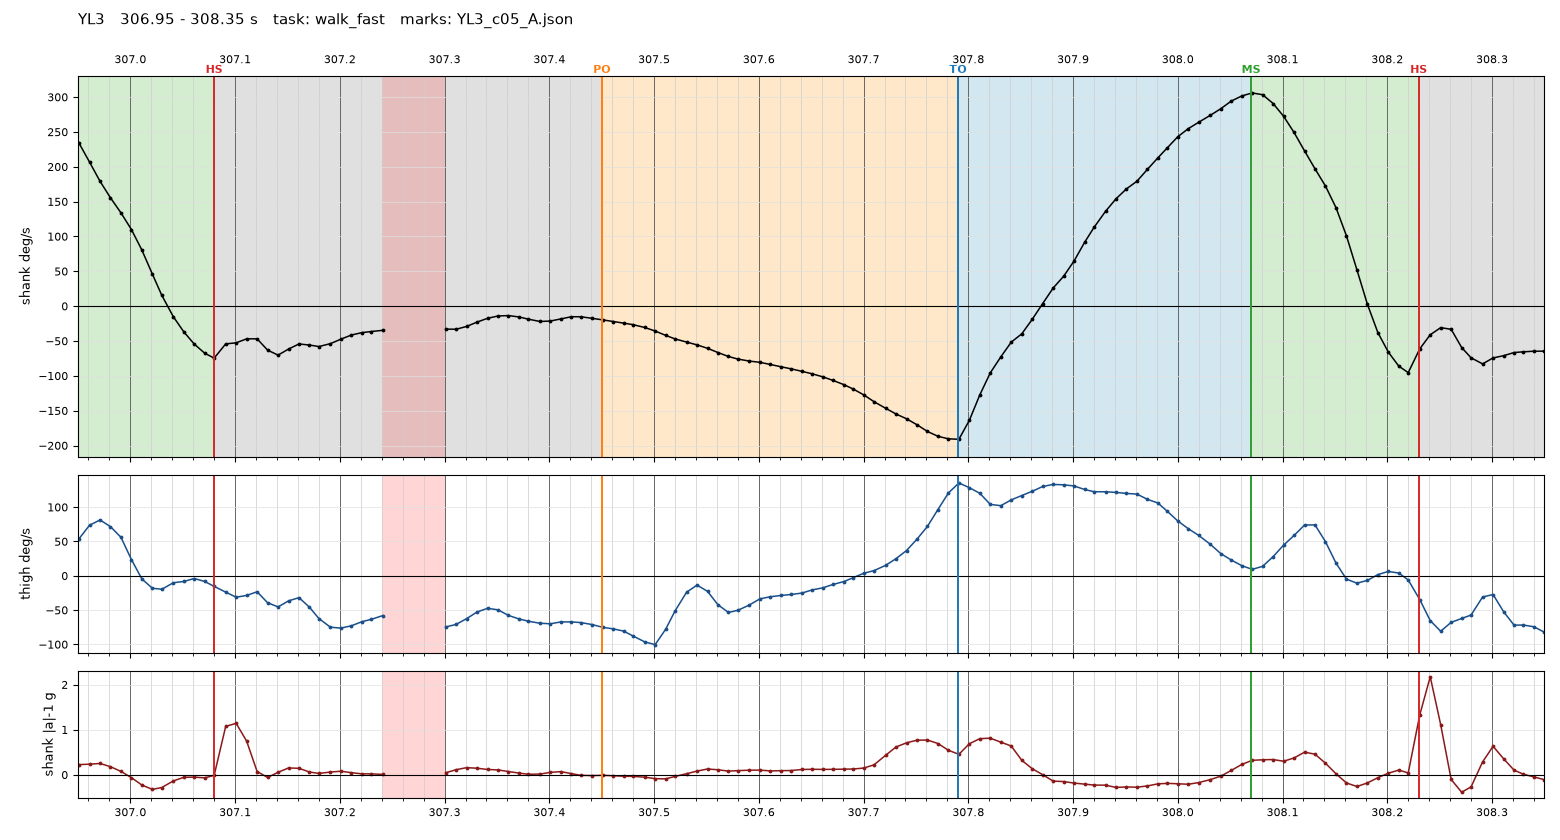 YL3   306.95 - 308.35 s   task: walk_fast   marks: YL3_c05_A.json
307.0 307.1 307.2 307.3 307.4 307.5 307.6 307.7 307.8 307.9 308.0 308.1 308.2 308.3
HS PO TO MS HS
shank deg/s
300
250
200
150
100
50
0
−50
−100
−150
−200
thigh deg/s
100
50
0
−50
−100
shank |a|-1 g
2
1
0
307.0 307.1 307.2 307.3 307.4 307.5 307.6 307.7 307.8 307.9 308.0 308.1 308.2 308.3